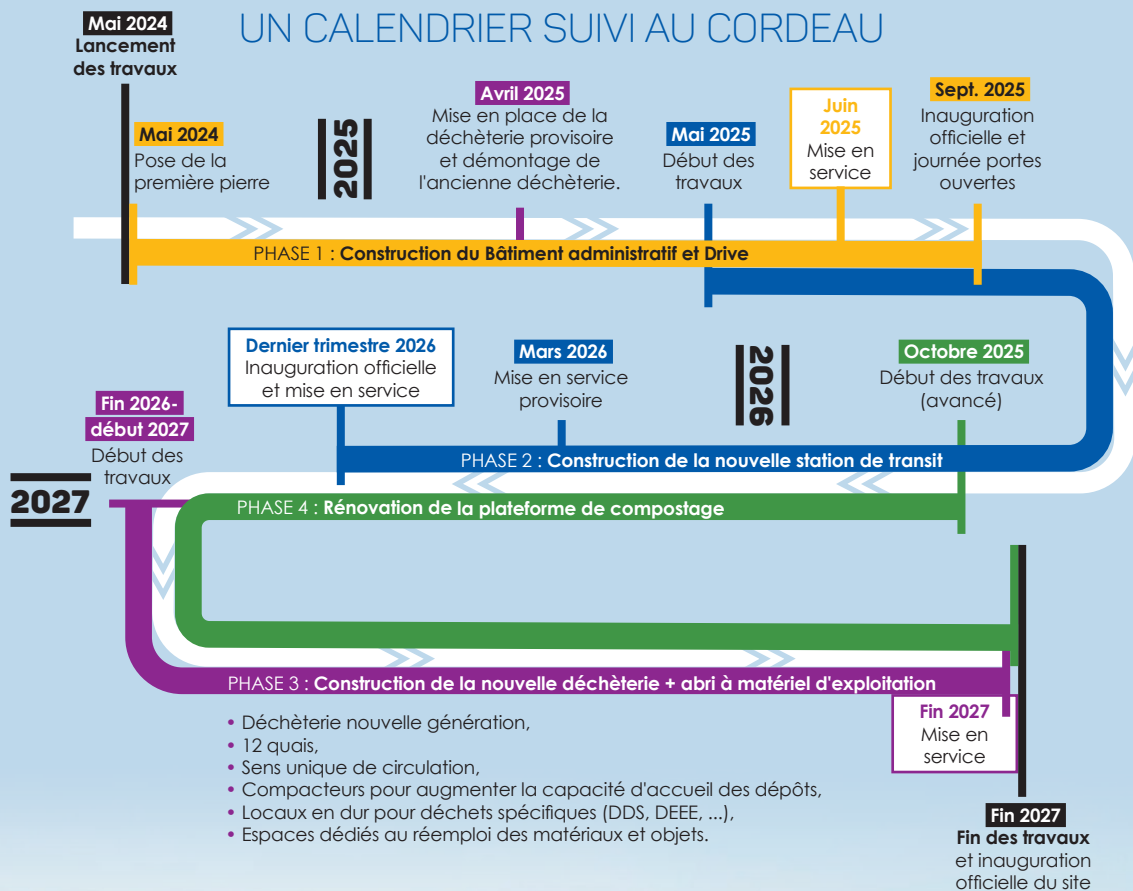 UN CALENDRIER SUIVI AU CORDEAU
Mai 2024
Lancement
des travaux
Mai 2024
Pose de la
première pierre
2025
Avril 2025
Mise en place de la
déchèterie provisoire
et démontage de
l'ancienne déchèterie.
Mai 2025
Début des
travaux
Juin
2025
Mise en
service
Sept. 2025
Inauguration
officielle et
journée portes
ouvertes
PHASE 1 : Construction du Bâtiment administratif et Drive
Dernier trimestre 2026
Inauguration officielle
et mise en service
Mars 2026
Mise en service
provisoire
2026
Octobre 2025
Début des travaux
(avancé)
PHASE 2 : Construction de la nouvelle station de transit
Fin 2026-
début 2027
Début des
travaux
2027
PHASE 4 : Rénovation de la plateforme de compostage
PHASE 3 : Construction de la nouvelle déchèterie + abri à matériel d'exploitation
• Déchèterie nouvelle génération,
• 12 quais,
• Sens unique de circulation,
• Compacteurs pour augmenter la capacité d'accueil des dépôts,
• Locaux en dur pour déchets spécifiques (DDS, DEEE, ...),
• Espaces dédiés au réemploi des matériaux et objets.
Fin 2027
Mise en
service
Fin 2027
Fin des travaux
et inauguration
officielle du site